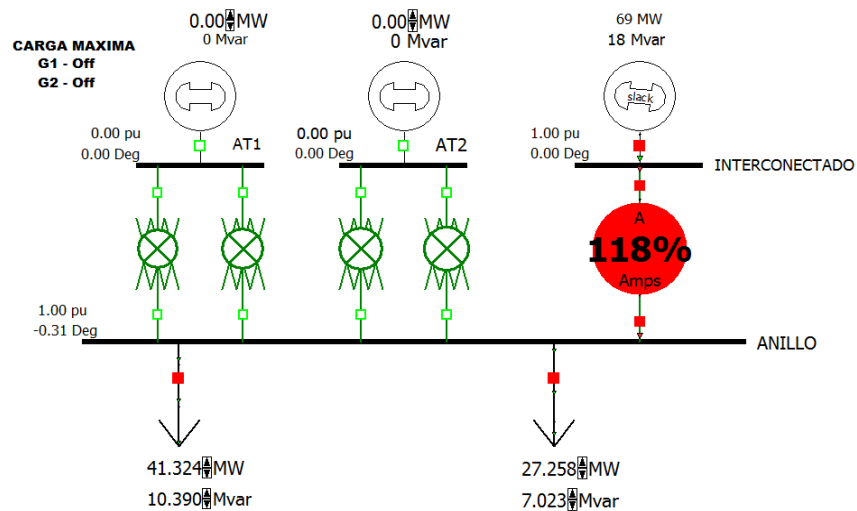 0.00 MW
0 Mvar
0.00 MW
0 Mvar
69 MW
18 Mvar
CARGA MAXIMA
G1 - Off
G2 - Off
slack
0.00 pu
0.00 Deg
AT1
0.00 pu
0.00 Deg
AT2
1.00 pu
0.00 Deg
INTERCONECTADO
A
118%
Amps
1.00 pu
-0.31 Deg
ANILLO
41.324 MW
10.390 Mvar
27.258 MW
7.023 Mvar